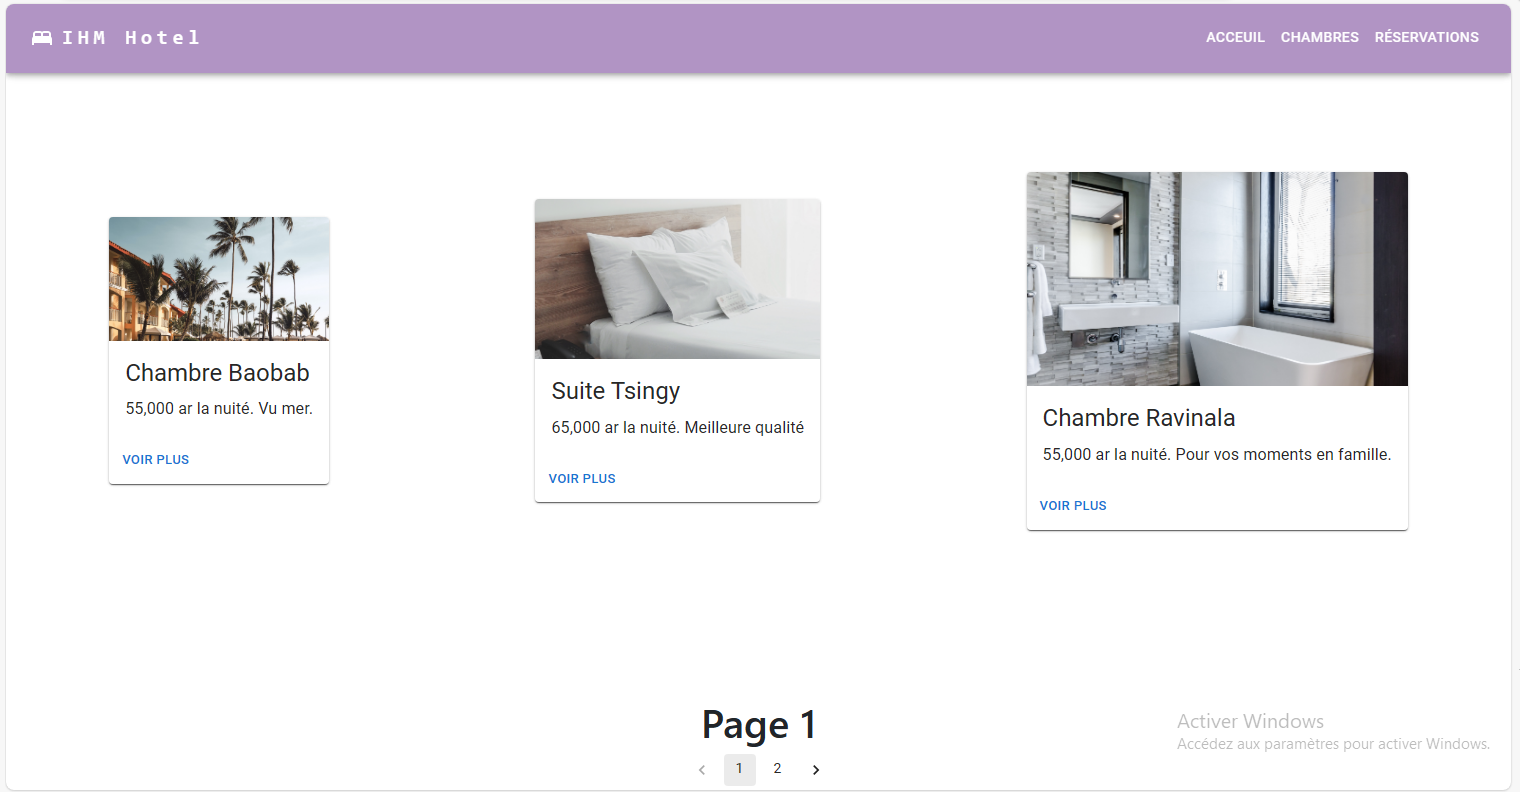 IHM Hotel
ACCEUIL CHAMBRES RÉSERVATIONS
Chambre Baobab
55,000 ar la nuité. Vu mer.
VOIR PLUS
Suite Tsingy
65,000 ar la nuité. Meilleure qualité
VOIR PLUS
Chambre Ravinala
55,000 ar la nuité. Pour vos moments en famille.
VOIR PLUS
Page 1
1 2
Activer Windows
Accédez aux paramètres pour activer Windows.